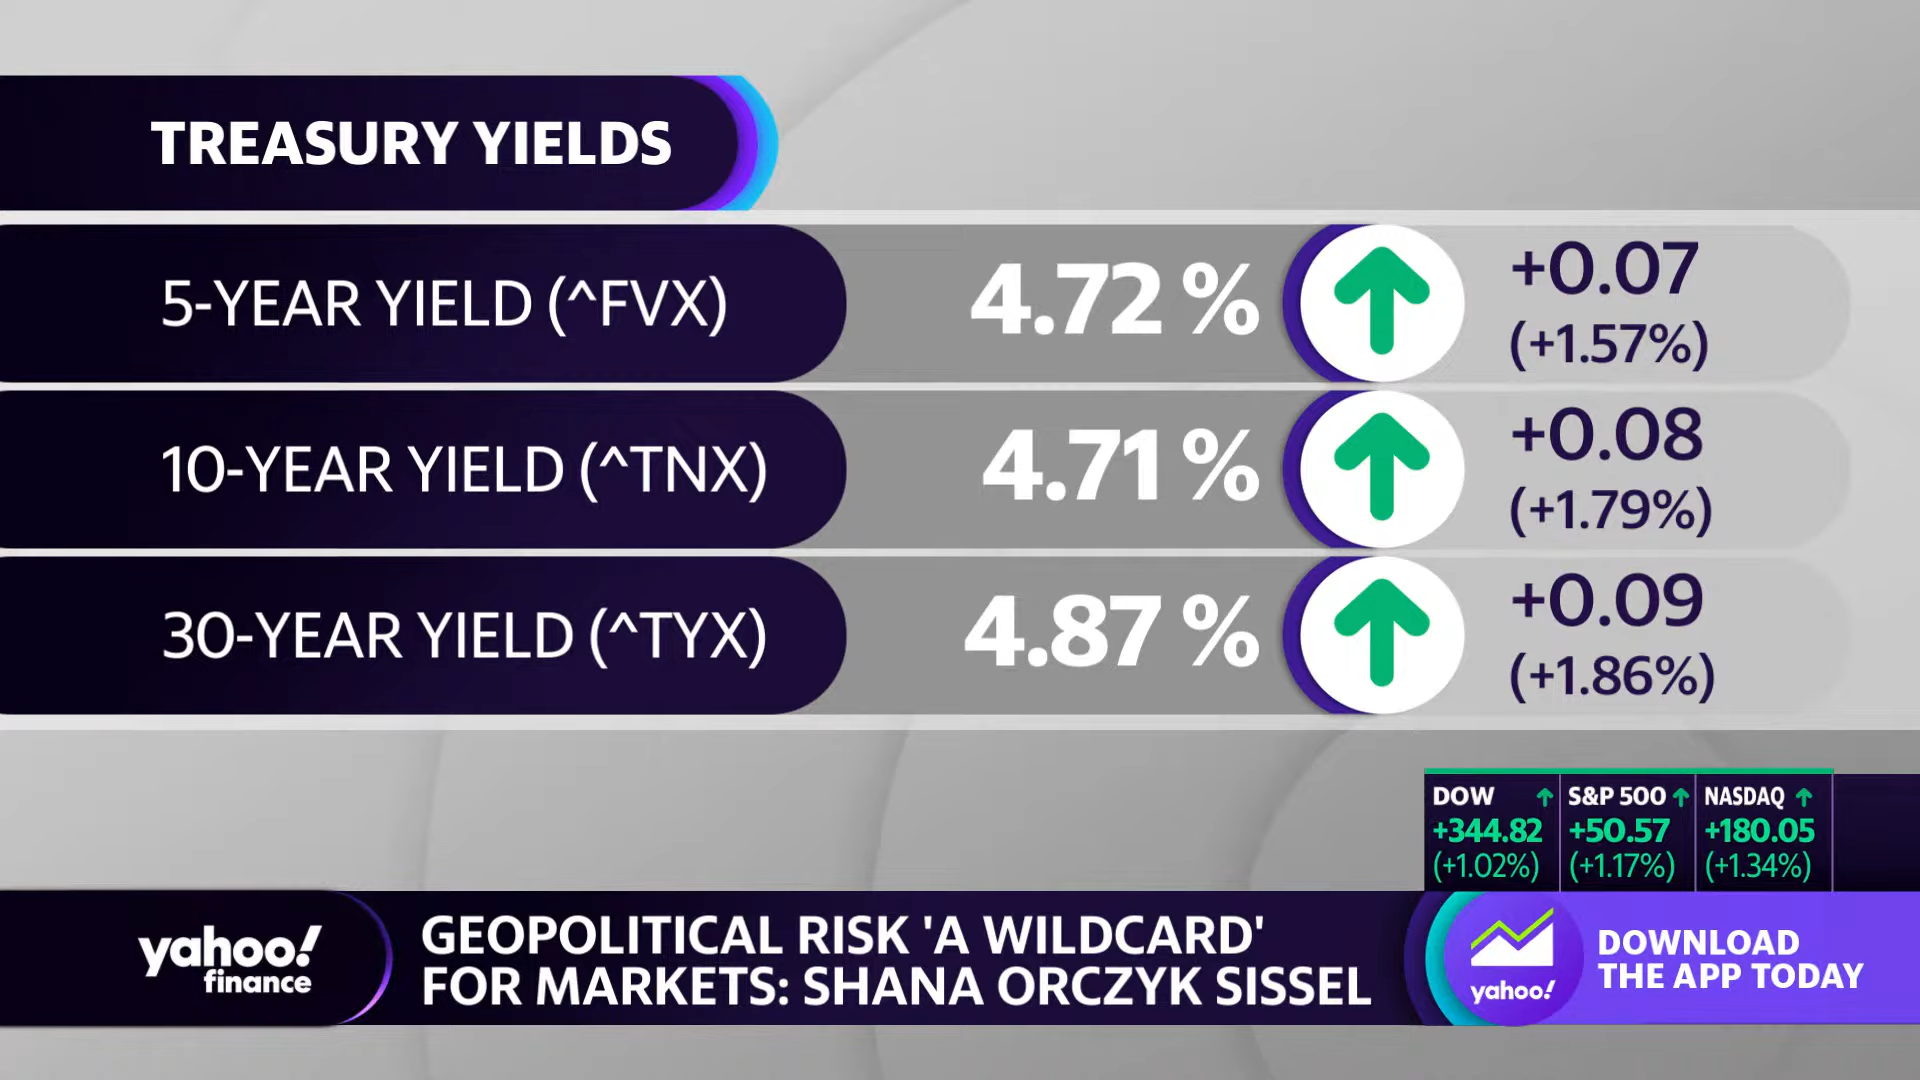 TREASURY YIELDS
5-YEAR YIELD (^FVX) 4.72 % +0.07
(+1.57%)
10-YEAR YIELD (^TNX) 4.71 % +0.08
(+1.79%)
30-YEAR YIELD (^TYX) 4.87 % +0.09
(+1.86%)
DOW S&P 500 NASDAQ
+344.82 +50.57 +180.05
(+1.02%) (+1.17%) (+1.34%)
yahoo!
finance
GEOPOLITICAL RISK 'A WILDCARD'
FOR MARKETS: SHANA ORCZYK SISSEL
yahoo!
DOWNLOAD
THE APP TODAY